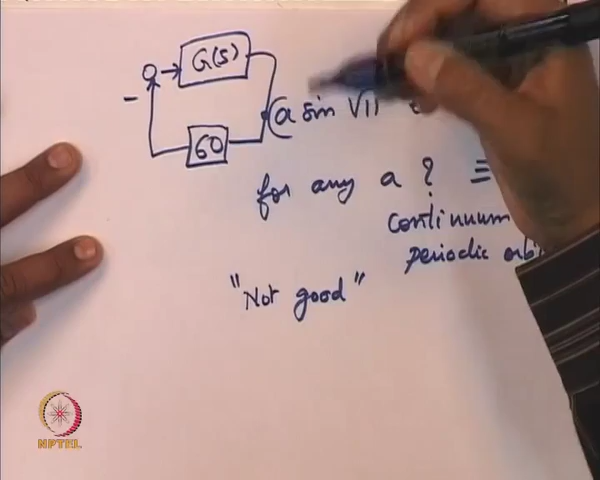 G(s)
-
60
(a sin √11
for any a ? ≡
continuum
periodic orbi
"Not good"
NPTEL